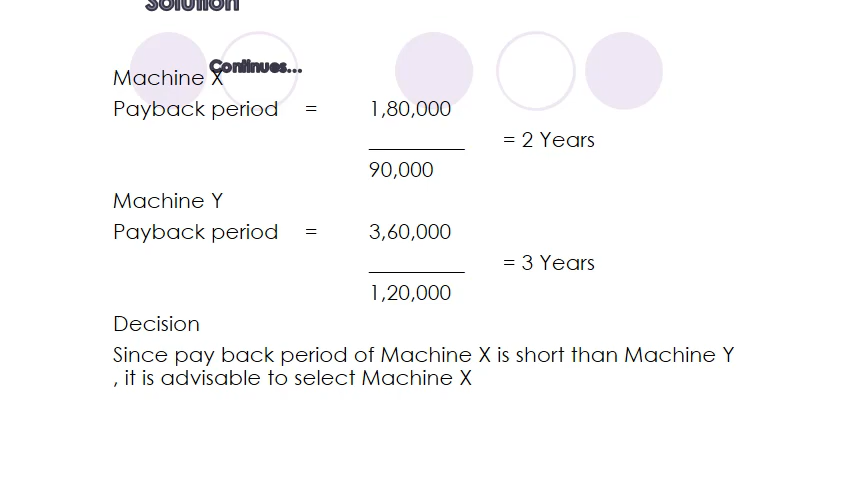 Solution
Continues...
Machine X
Payback period = 1,80,000
= 2 Years
90,000
Machine Y
Payback period = 3,60,000
= 3 Years
1,20,000
Decision
Since pay back period of Machine X is short than Machine Y
, it is advisable to select Machine X